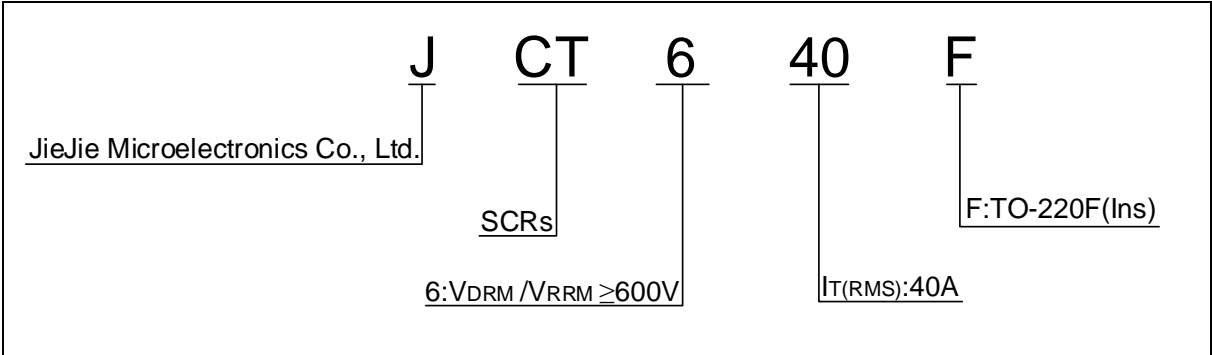 J CT 6 40 F
JieJie Microelectronics Co., Ltd.
F:TO-220F(Ins)
SCRs
6:VDRM /VRRM ≥600V
IT(RMS):40A